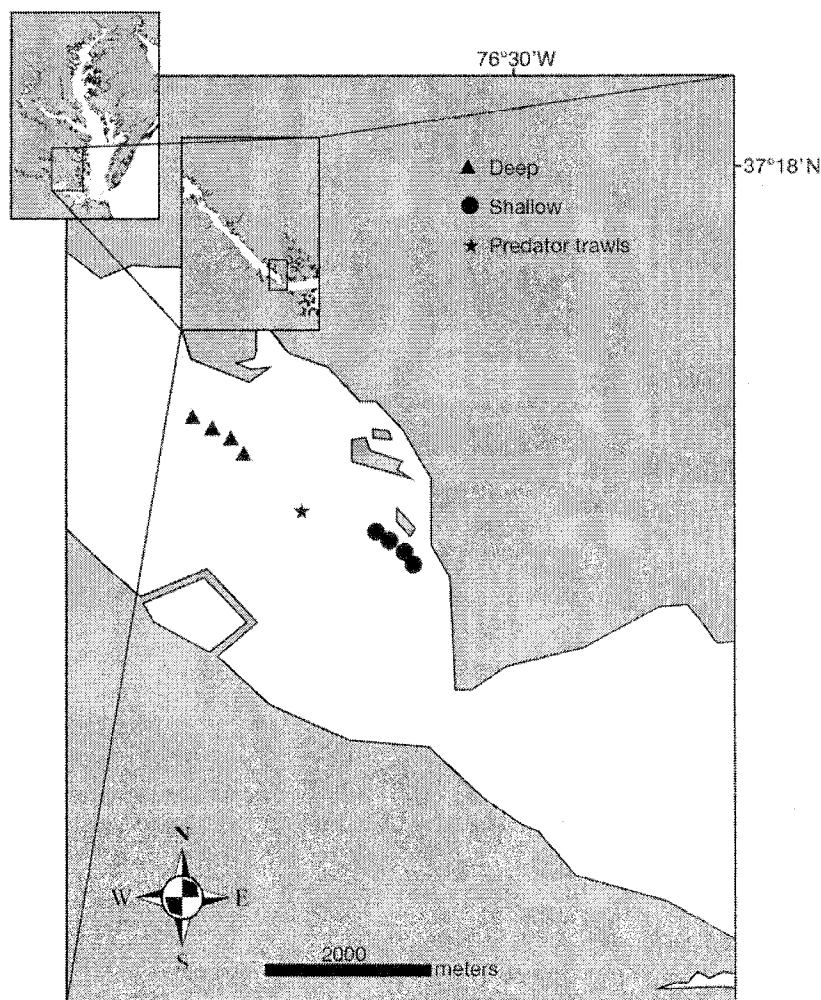 76°30'W
37°18'N
Deep
Shallow
Predator trawls
N
W E
S
2000
meters